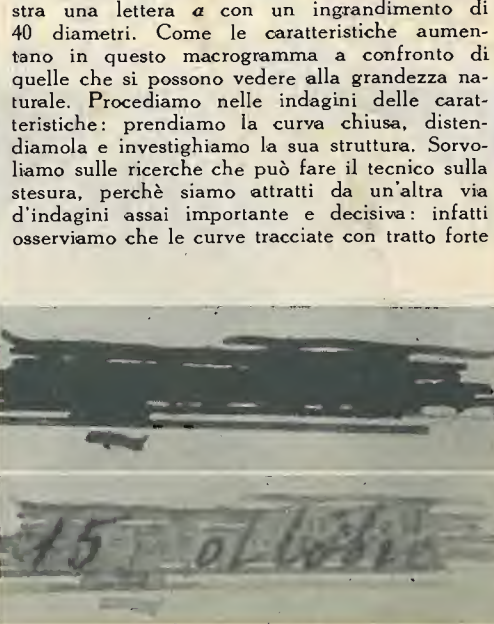 stra una lettera a con un ingrandimento di
40 diametri. Come le caratteristiche aumen-
tano in questo macrogramma a confronto di
quelle che si possono vedere alla grandezza na-
turale. Procediamo nelle indagini delle carat-
teristiche: prendiamo la curva chiusa, disten-
diamola e investighiamo la sua struttura. Sorvo-
liamo sulle ricerche che può fare il tecnico sulla
stesura, perchè siamo attratti da un'altra via
d'indagini assai importante e decisiva: infatti
osserviamo che le curve tracciate con tratto forte
15 ottobre